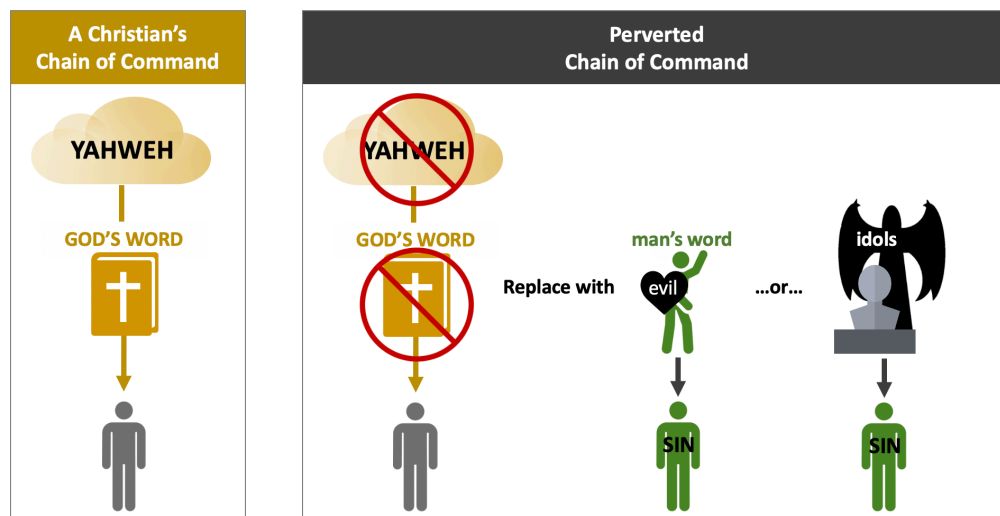 A Christian's
Chain of Command
Perverted
Chain of Command
YAHWEH
GOD'S WORD
YAHWEH
GOD'S WORD
Replace with
man's word
evil
...or...
idols
SIN
SIN